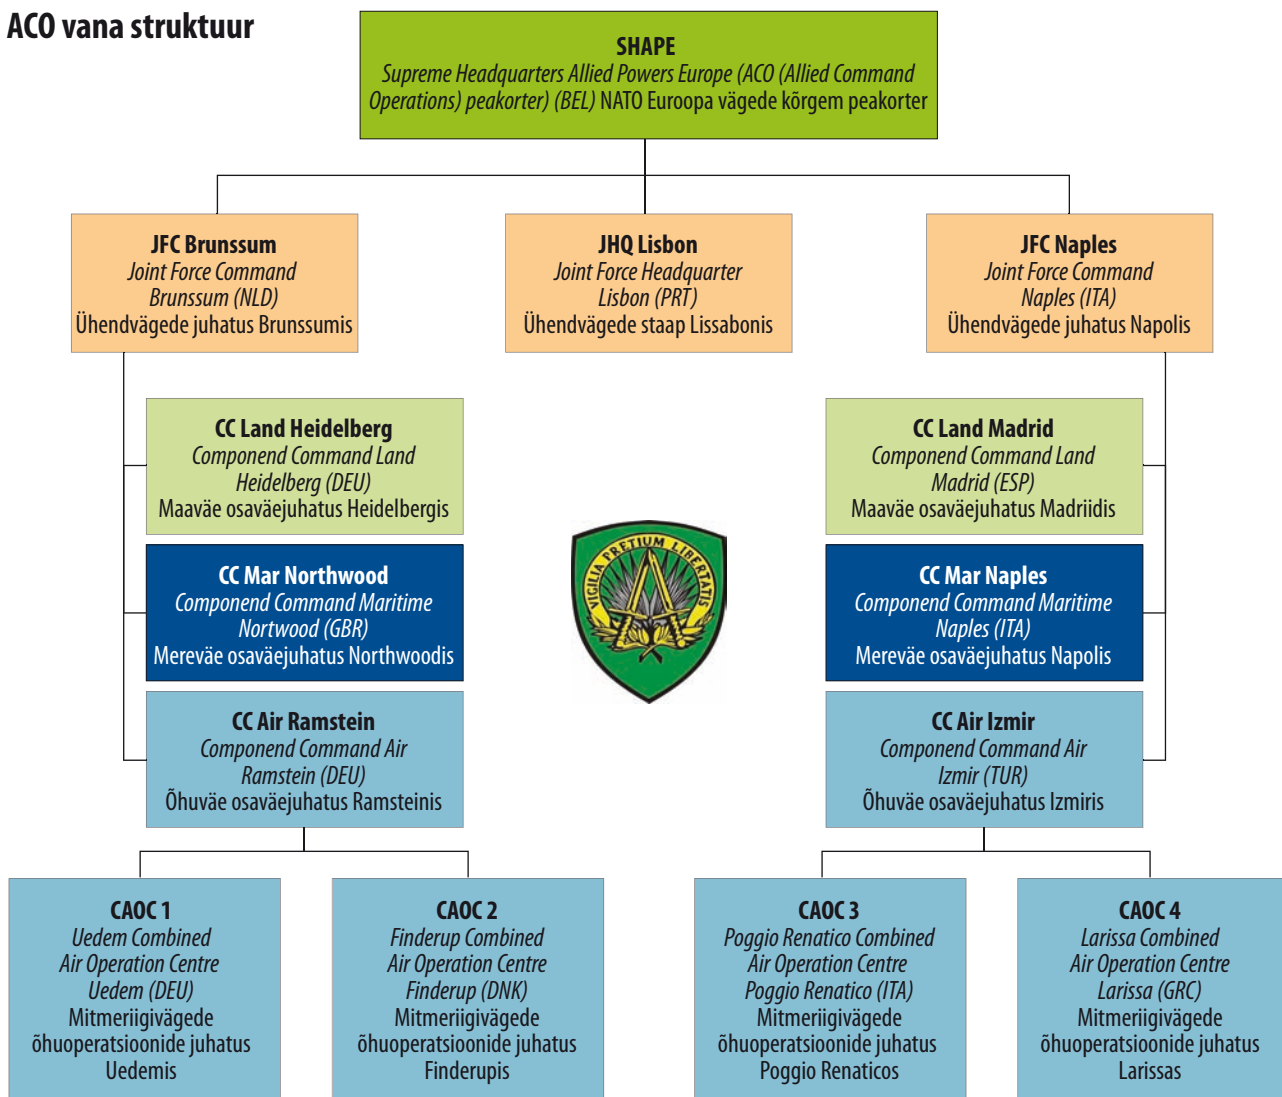 ACO vana struktuur
SHAPE
Supreme Headquarters Allied Powers Europe (ACO (Allied Command
Operations) peakorter) (BEL) NATO Euroopa vägede kõrgem peakorter
JFC Brunssum
Joint Force Command
Brunssum (NLD)
Ühendvägede juhatus Brunssumis
JHQ Lisbon
Joint Force Headquarter
Lisbon (PRT)
Ühendvägede staap Lissabonis
JFC Naples
Joint Force Command
Naples (ITA)
Ühendvägede juhatus Napolis
CC Land Heidelberg
Componend Command Land
Heidelberg (DEU)
Maaväe osaväejuhatus Heidelbergis
CC Land Madrid
Componend Command Land
Madrid (ESP)
Maaväe osaväejuhatus Madriidis
CC Mar Northwood
Componend Command Maritime
Nortwood (GBR)
Mereväe osaväejuhatus Northwoodis
VIGILIA PRETIUM LIBERTATIS
CC Mar Naples
Componend Command Maritime
Naples (ITA)
Mereväe osaväejuhatus Napolis
CC Air Ramstein
Componend Command Air
Ramstein (DEU)
Õhuväe osaväejuhatus Ramsteinis
CC Air Izmir
Componend Command Air
Izmir (TUR)
Õhuväe osaväejuhatus Izmiris
CAOC 1
Uedem Combined
Air Operation Centre
Uedem (DEU)
Mitmeriigivägede
õhuoperatsioonide juhatus
Uedemis
CAOC 2
Finderup Combined
Air Operation Centre
Finderup (DNK)
Mitmeriigivägede
õhuoperatsioonide juhatus
Finderupis
CAOC 3
Poggio Renatico Combined
Air Operation Centre
Poggio Renatico (ITA)
Mitmeriigivägede
õhuoperatsioonide juhatus
Poggio Renaticos
CAOC 4
Larissa Combined
Air Operation Centre
Larissa (GRC)
Mitmeriigivägede
õhuoperatsioonide juhatus
Larissas